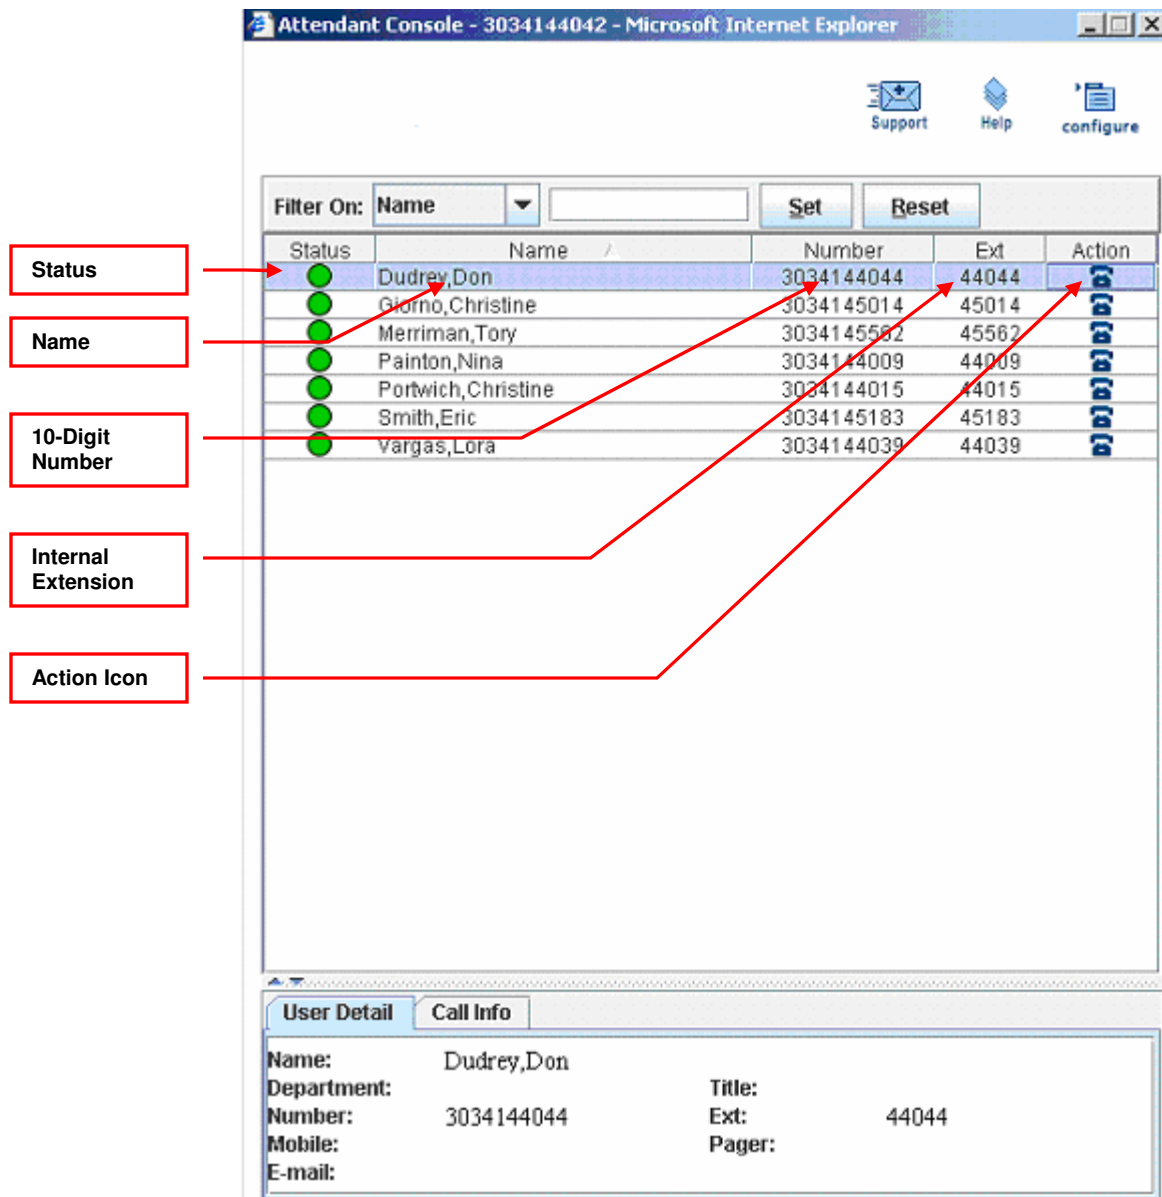 Attendant Console - 3034144042 - Microsoft Internet Explorer
Support Help configure
Filter On: Name Set Reset
Status Name Number Ext Action
Dudrey,Don 3034144044 44044
Giorno,Christine 3034145014 45014
Merriman,Tory 3034145562 45562
Painton,Nina 3034144009 44009
Portwich,Christine 3034144015 44015
Smith,Eric 3034145183 45183
Vargas,Lora 3034144039 44039
Status
Name
10-Digit
Number
Internal
Extension
Action Icon
User Detail Call Info
Name: Dudrey,Don
Department: Title:
Number: 3034144044 Ext: 44044
Mobile: Pager:
E-mail: